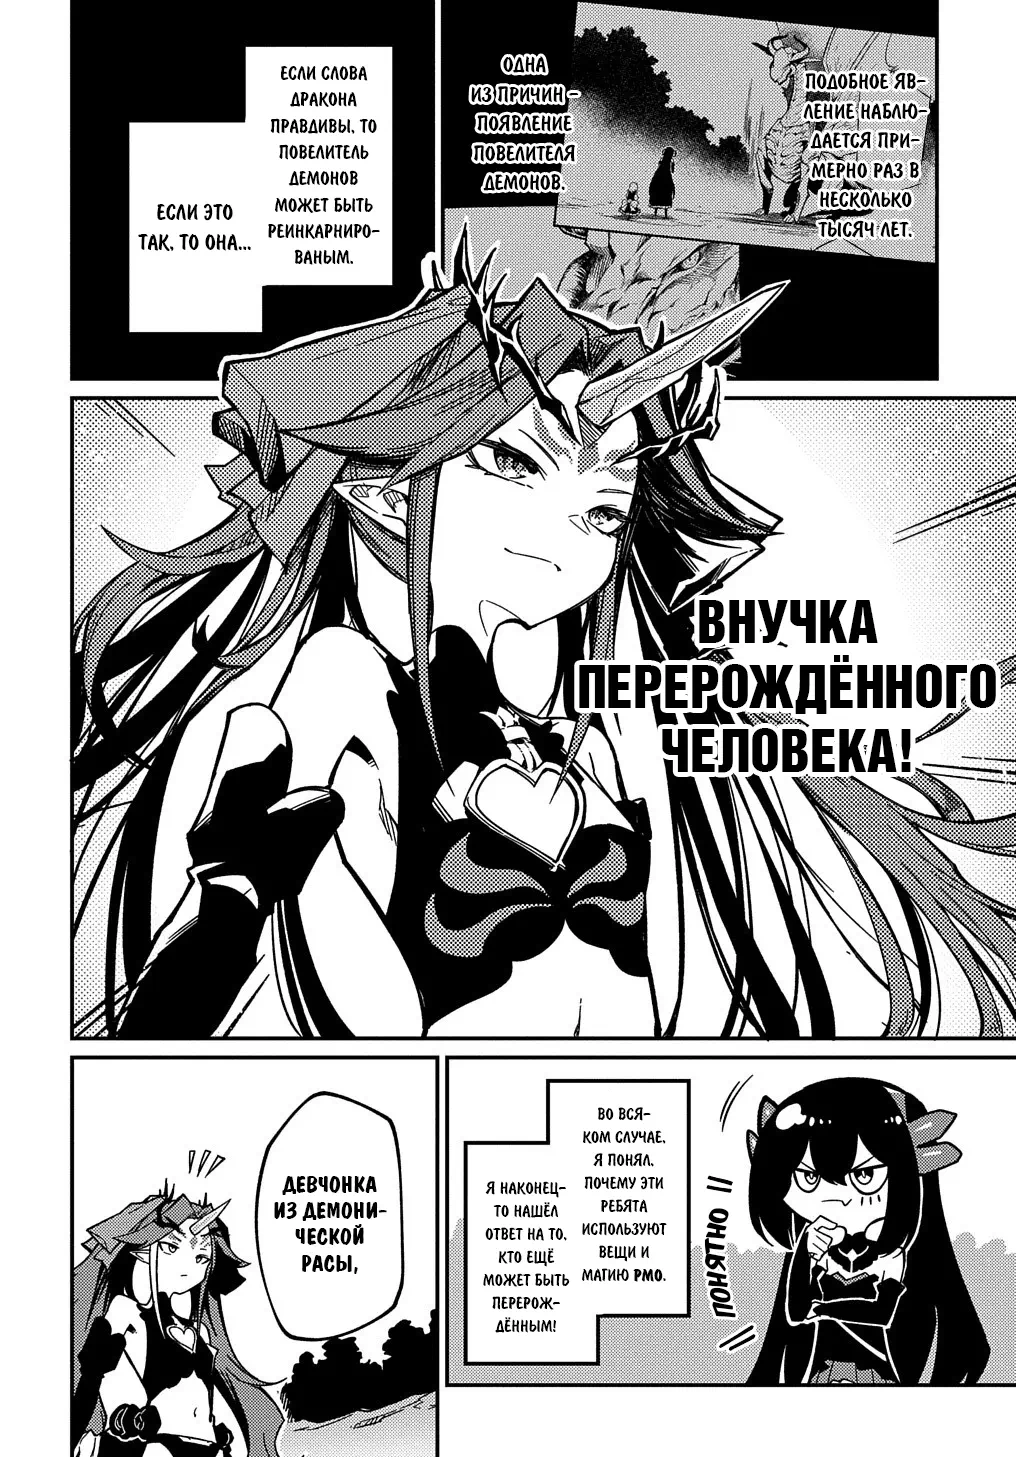 ПОДОБНОЕ ЯВ-
ЛЕНИЕ НАБЛЮ-
ДАЕТСЯ ПРИ-
МЕРНО РАЗ В
НЕСКОЛЬКО
ТЫСЯЧ ЛЕТ.
ОДНА
ИЗ ПРИЧИН –
ПОЯВЛЕНИЕ
ПОВЕЛИТЕЛЯ
ДЕМОНОВ.
ЕСЛИ СЛОВА
ДРАКОНА
ПРАВДИВЫ, ТО
ПОВЕЛИТЕЛЬ
ДЕМОНОВ
МОЖЕТ БЫТЬ
РЕИНКАРНИРО-
ВАНЫМ.
ЕСЛИ ЭТО
ТАК, ТО ОНА...
ВНУЧКА
ПЕРЕРОЖДЁННОГО
ЧЕЛОВЕКА!
ПОНЯТНО
ВО ВСЯ-
КОМ СЛУЧАЕ,
Я ПОНЯЛ,
ПОЧЕМУ ЭТИ
РЕБЯТА
ИСПОЛЬЗУЮТ
ВЕЩИ И
МАГИЮ РМО.
Я НАКОНЕЦ-
ТО НАШЁЛ
ОТВЕТ НА ТО,
КТО ЕЩЁ
МОЖЕТ БЫТЬ
ПЕРЕРОЖ-
ДЁННЫМ!
ДЕВЧОНКА
ИЗ ДЕМОНИ-
ЧЕСКОЙ
РАСЫ,